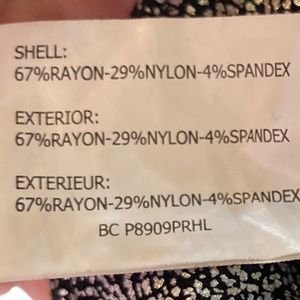 SHELL:
67%RAYON-29%NYLON-4%SPANDEX
EXTERIOR:
67%RAYON-29%NYLON-4%SPANDEX
EXTERIEUR:
67%RAYON-29%NYLON-4%SPANDEX
BC P8909PRHL